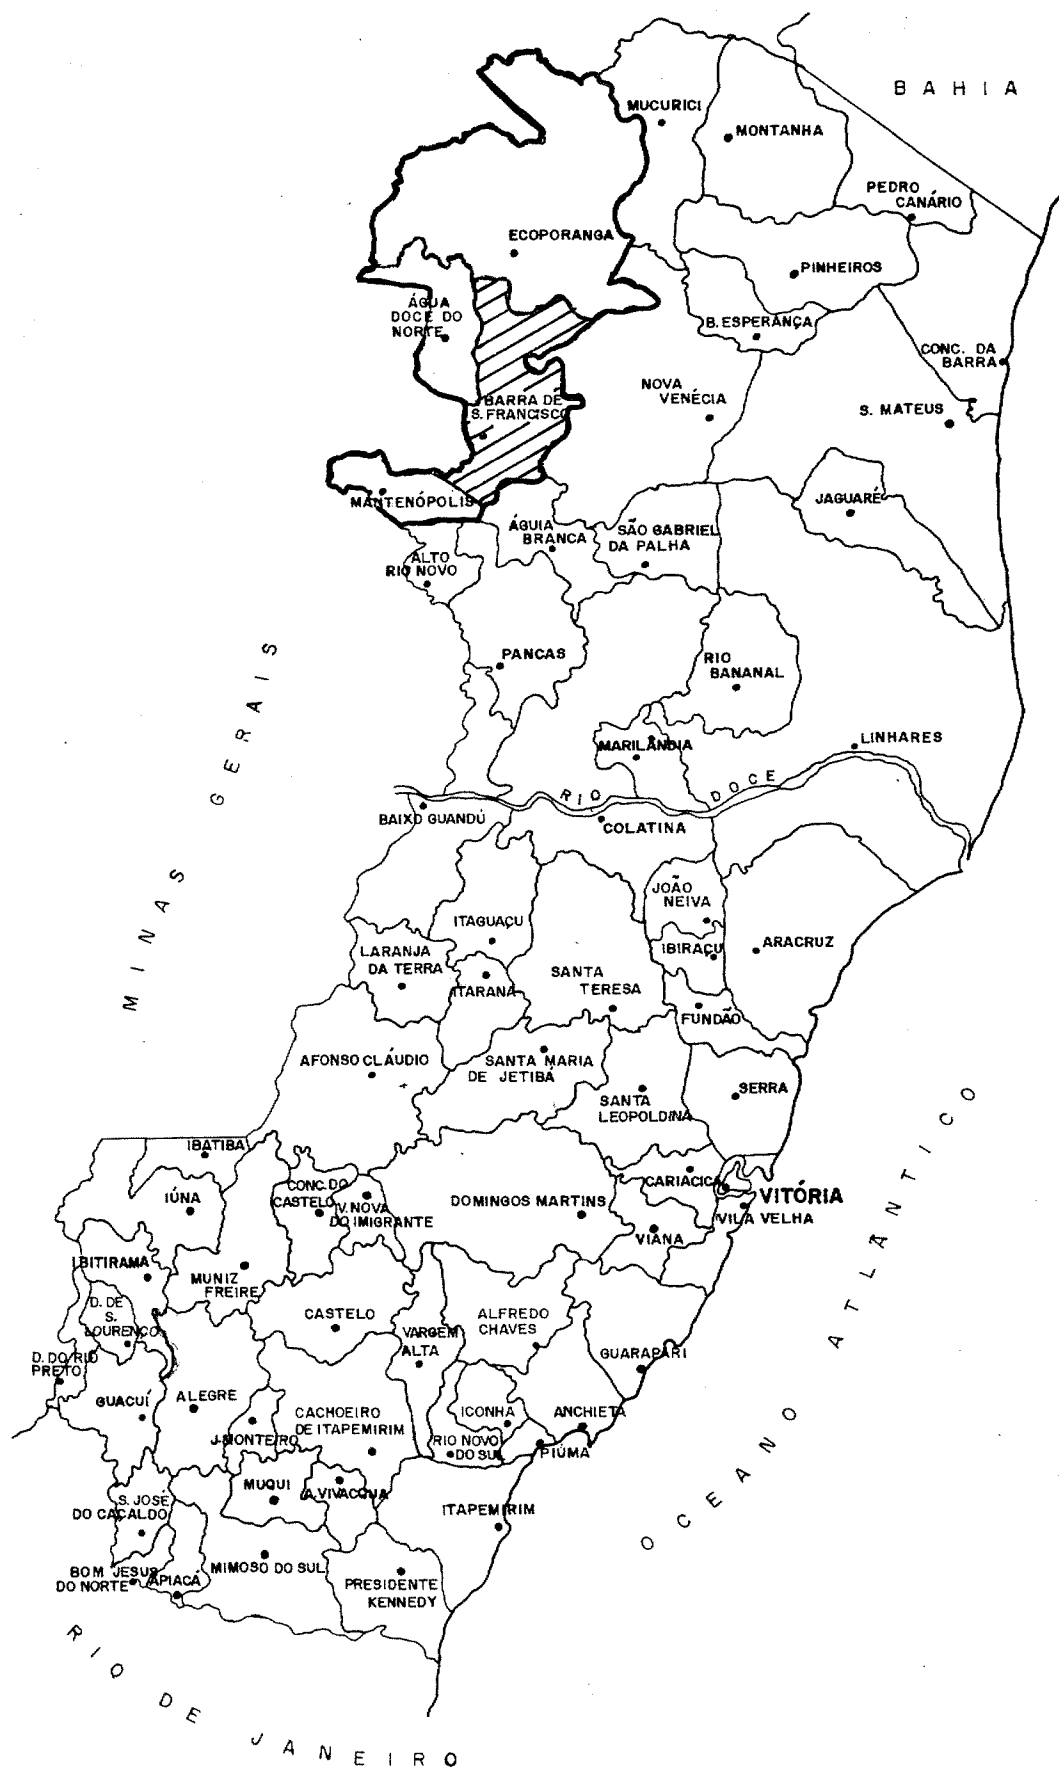 BAHIA
MUCURICI
MONTANHA
PEDRO
CANÁRIO
ECOPORANGA
PINHEIROS
ÁGUA
DOCE DO
NORTE
B. ESPERANÇA
CONC. DA
BARRA
NOVA
VENÉCIA
BARRA DE
S. FRANCISCO
S. MATEUS
MANTENÓPOLIS
JAGUARÉ
ÁGUIA
BRANCA
SÃO GABRIEL
DA PALHA
ALTO
RIO NOVO
PANCAS
RIO
BANANAL
MINAS GERAIS
MARILÂNDIA
LINHARES
RIO DOCE
BAIXO GUANDÚ
COLATINA
JOÃO
NEIVA
ITAGUAÇU
IBIRAÇU
ARACRUZ
LARANJA
DA TERRA
ITARANA
SANTA
TERESA
FUNDÃO
AFONSO CLÁUDIO
SANTA MARIA
DE JETIBÁ
SANTA
LEOPOLDINA
SERRA
IBATIBA
IÚNA
CONC. DO
CASTELO
V. NOVA
DO IMIGRANTE
DOMINGOS MARTINS
CARIACICA
VITÓRIA
VILA VELHA
VIANA
OCEANO ATLÂNTICO
IBITIRAMA
MUNIZ
FREIRE
D. DE
S.
LOURENÇO
CASTELO
VARGEM
ALTA
ALFREDO
CHAVES
D. DO RIO
PRETO
GUARAPARI
GUACUÍ
ALEGRE
J. MONTEIRO
CACHOEIRO
DE ITAPEMIRIM
ICONHA
ANCHIETA
RIO NOVO
DO SUL
PIÚMA
MUQUI
A. VIVACQUA
S. JOSÉ
DO CAÇALDO
ITAPEMIRIM
BOM JESUS
DO NORTE
APIACÁ
MIMOSO DO SUL
PRESIDENTE
KENNEDY
RIO DE JANEIRO